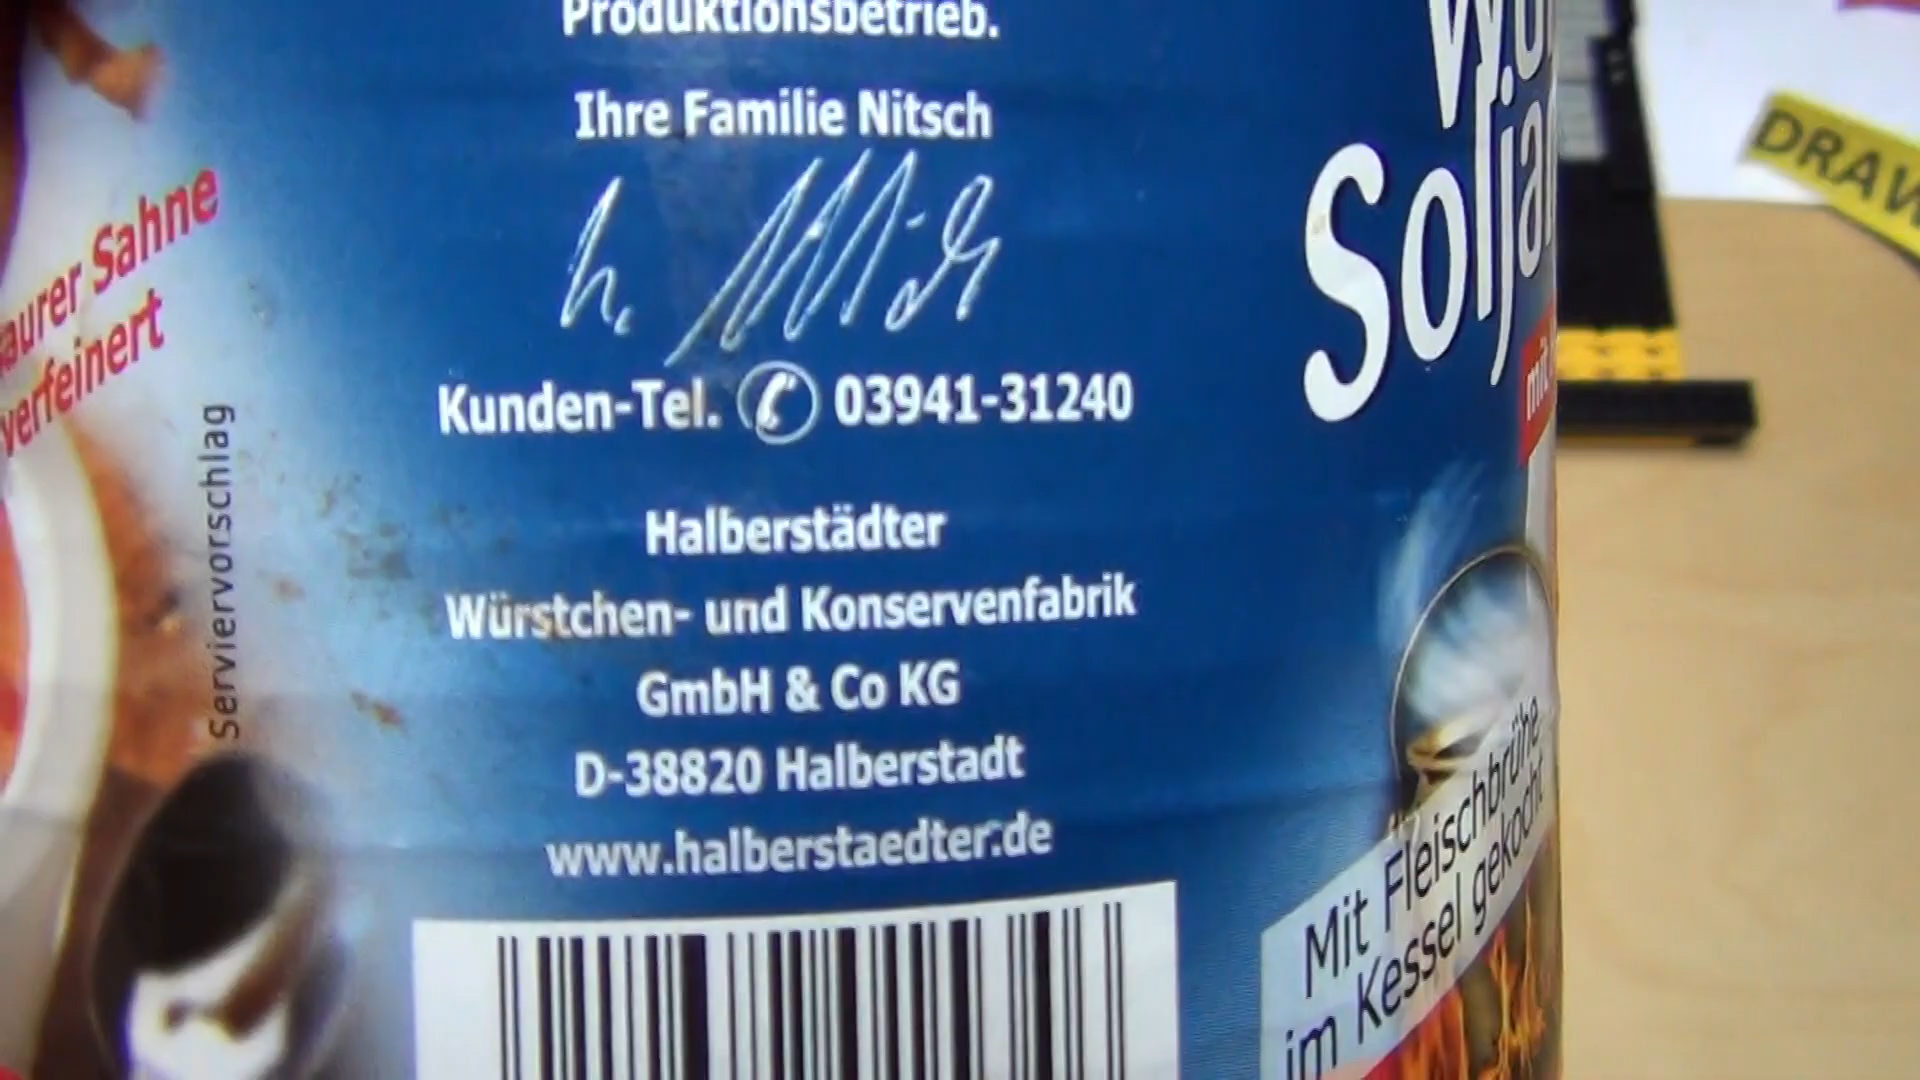 Produktionsbetrieb.
Ihre Familie Nitsch
Kunden-Tel. 03941-31240
Halberstädter
Würstchen- und Konservenfabrik
GmbH & Co KG
D-38820 Halberstadt
www.halberstaedter.de
saurer Sahne
verfeinert
Serviervorschlag
Mit Fleischbrühe
im Kessel gekocht
DRAW